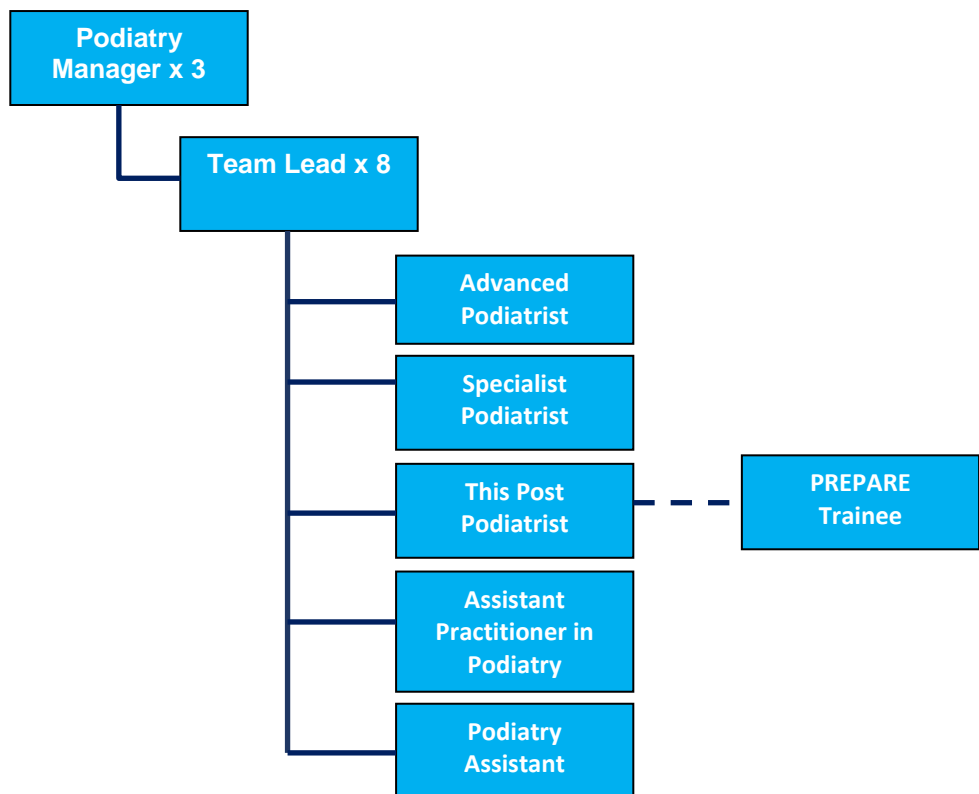 Podiatry
Manager x 3
Team Lead x 8
Advanced
Podiatrist
Specialist
Podiatrist
This Post
Podiatrist
PREPARE
Trainee
Assistant
Practitioner in
Podiatry
Podiatry
Assistant